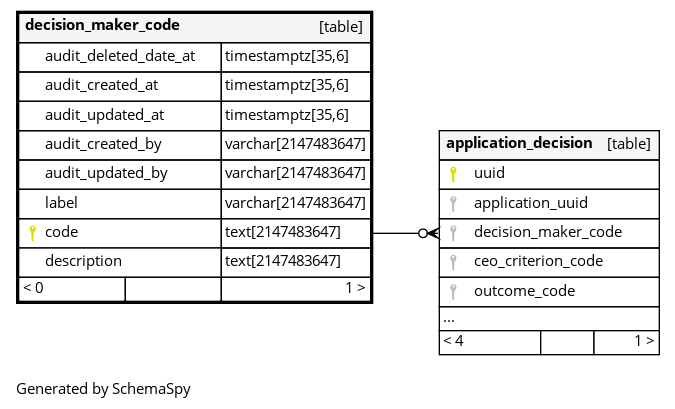 decision_maker_code [table]
audit_deleted_date_at timestamptz[35,6]
audit_created_at timestamptz[35,6]
audit_updated_at timestamptz[35,6]
audit_created_by varchar[2147483647]
audit_updated_by varchar[2147483647]
label varchar[2147483647]
code text[2147483647]
description text[2147483647]
< 0 1 >
application_decision [table]
uuid
application_uuid
decision_maker_code
ceo_criterion_code
outcome_code
...
< 4 1 >
Generated by SchemaSpy